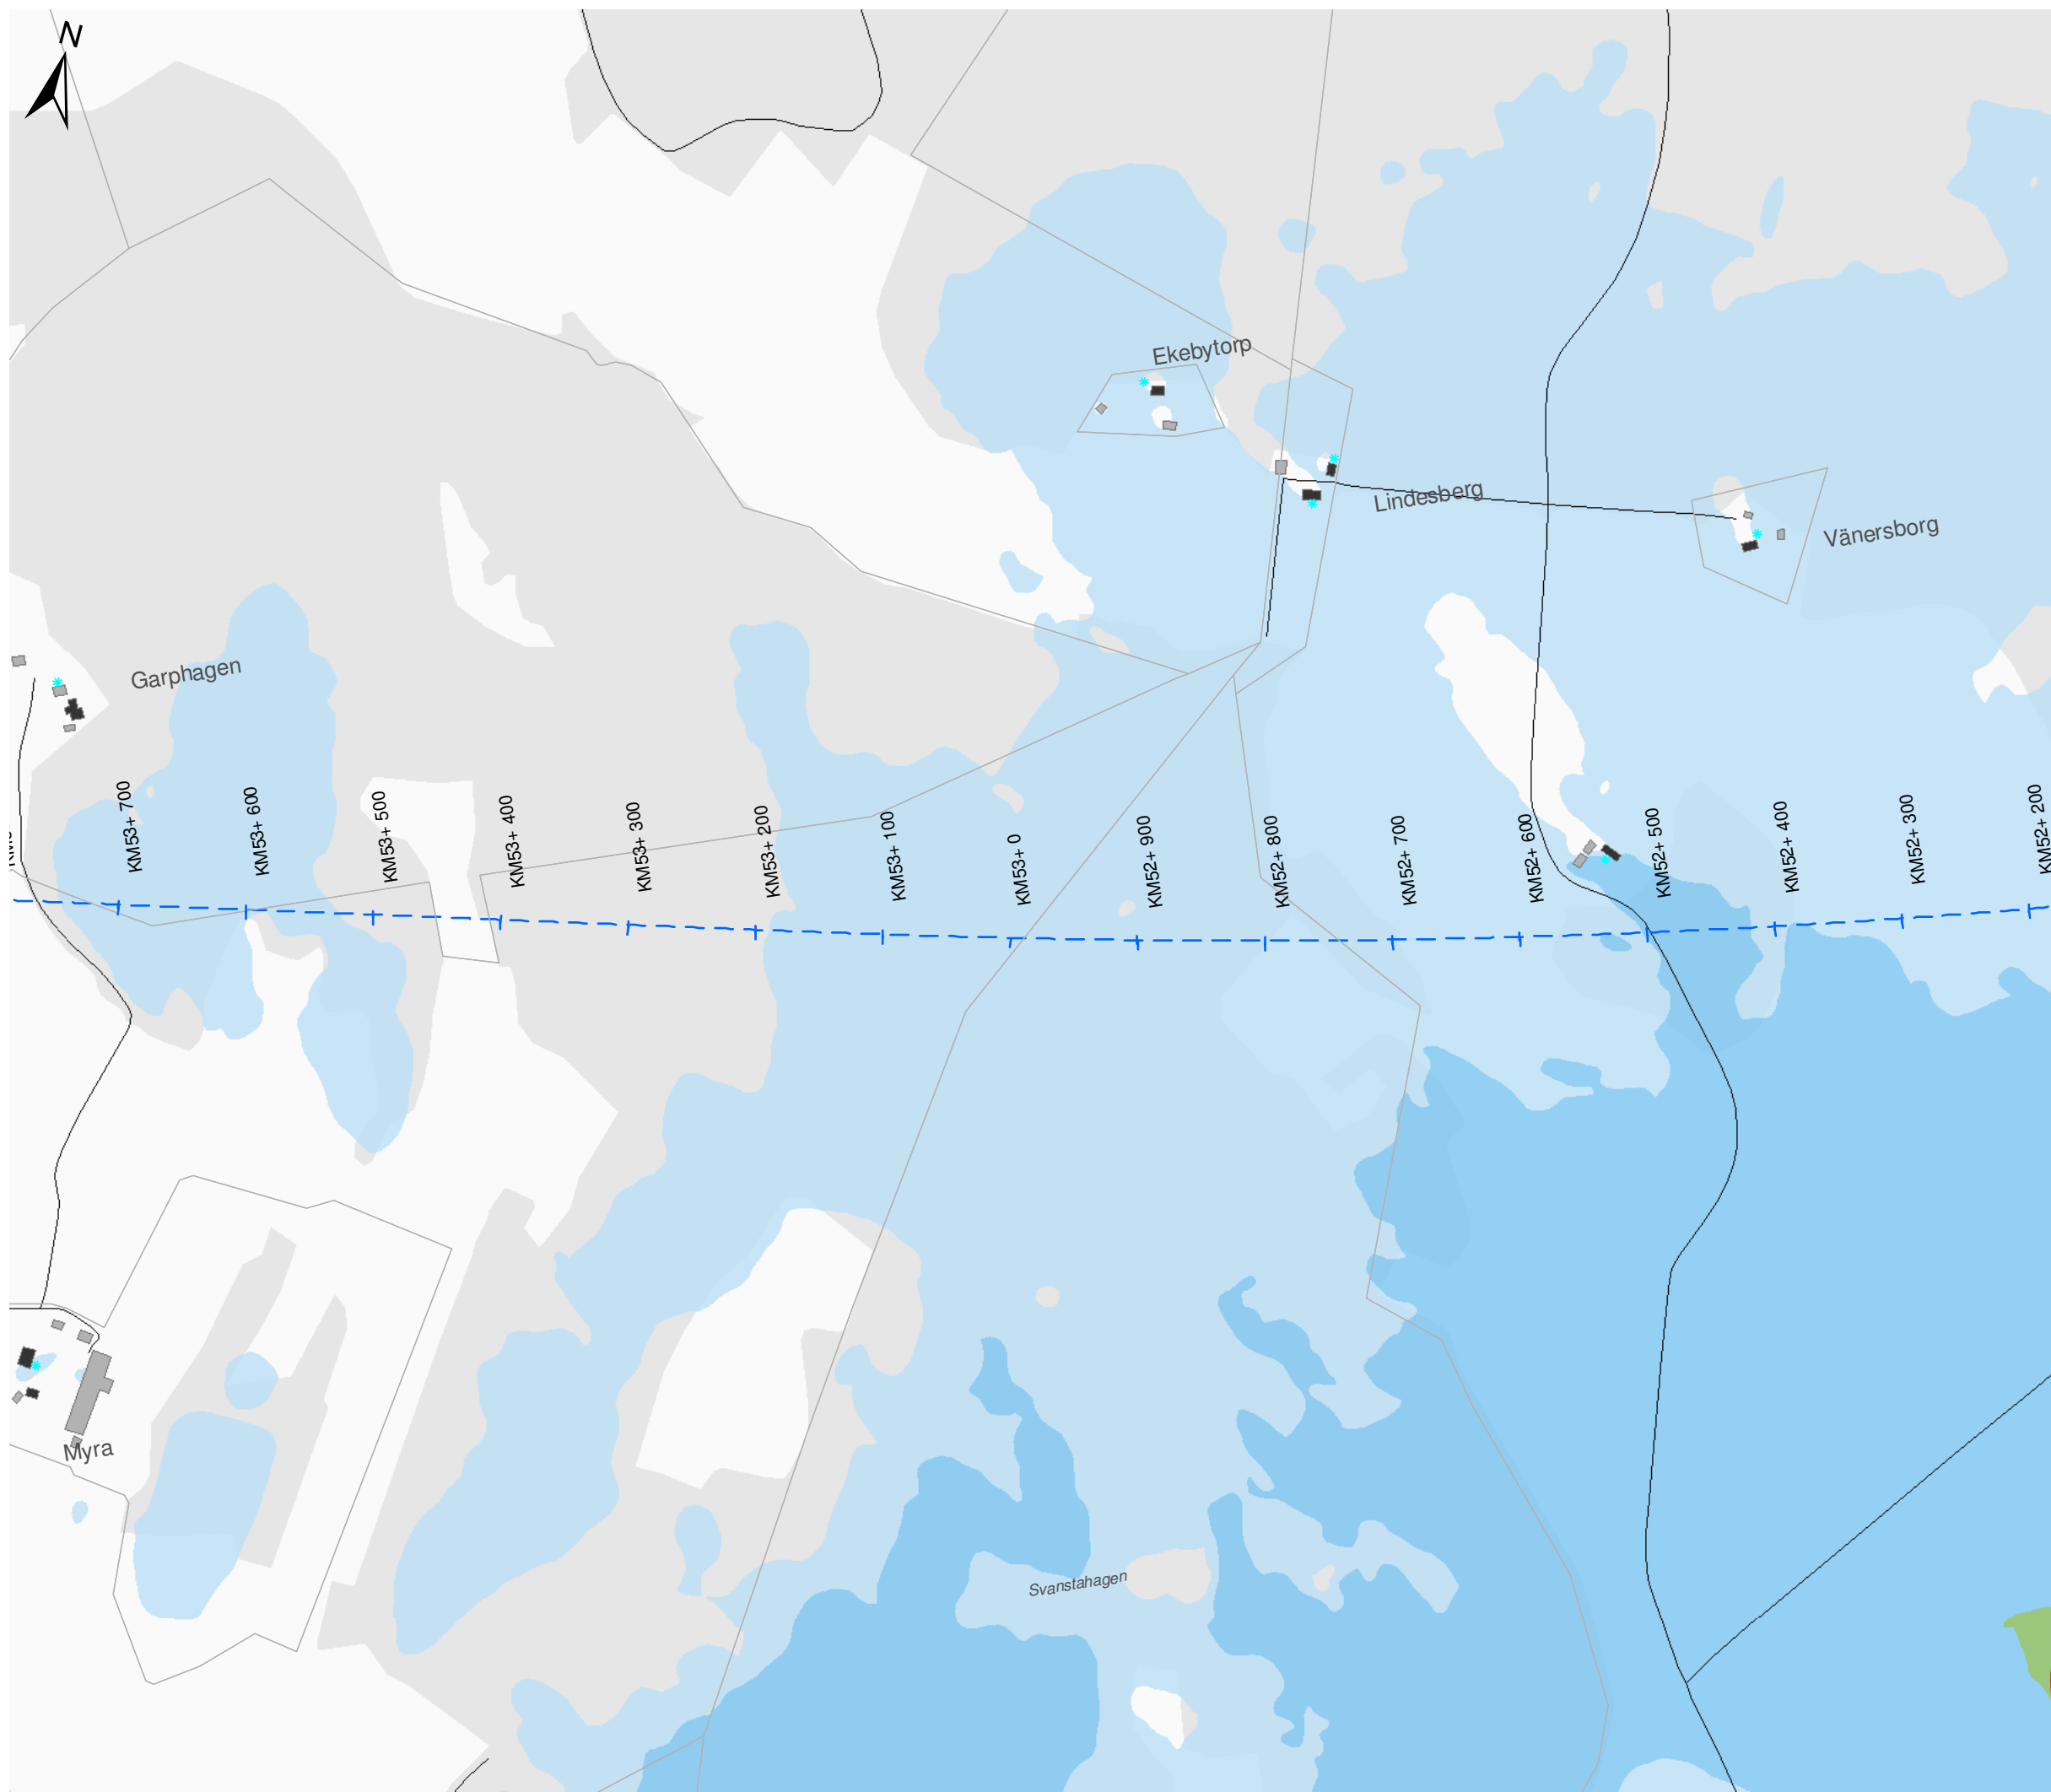 N
Ekebytorp
Lindesberg
Vänersborg
Garphagen
KM53+ 700
KM53+ 600
KM53+ 500
KM53+ 400
KM53+ 300
KM53+ 200
KM53+ 100
KM53+ 0
KM52+ 900
KM52+ 800
KM52+ 700
KM52+ 600
KM52+ 500
KM52+ 400
KM52+ 300
KM52+ 200
Myra
Svanstahagen